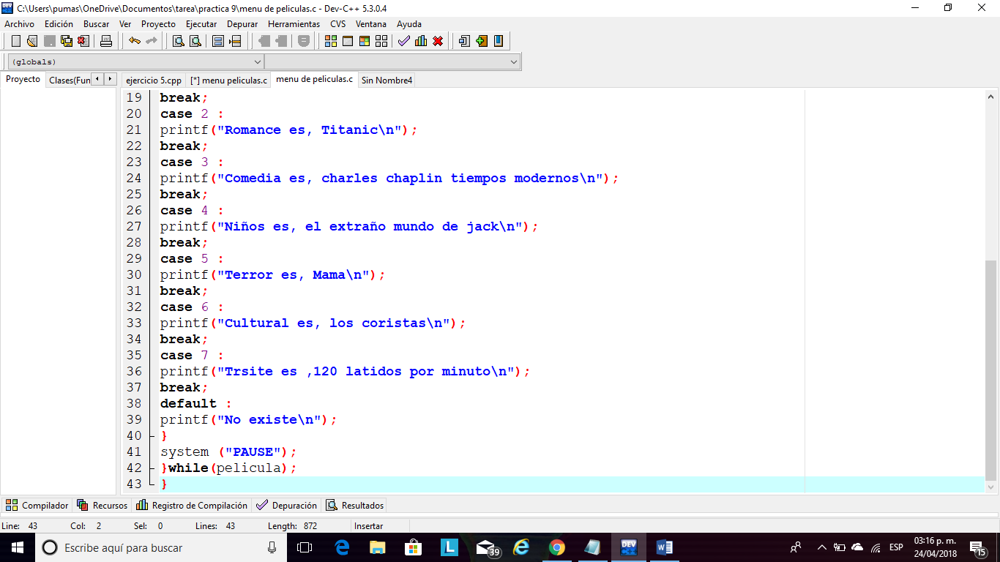 C:\Users\pumas\OneDrive\Documentos\tarea\practica 9\menu de peliculas.c - Dev-C++ 5.3.0.4
Archivo Edición Buscar Ver Proyecto Ejecutar Depurar Herramientas CVS Ventana Ayuda
(globals)
Proyecto Clases(Fun ejercicio 5.cpp [*] menu peliculas.c menu de peliculas.c Sin Nombre4
19 break;
20 case 2 :
21 printf("Romance es, Titanic\n");
22 break;
23 case 3 :
24 printf("Comedia es, charles chaplin tiempos modernos\n");
25 break;
26 case 4 :
27 printf("Niños es, el extraño mundo de jack\n");
28 break;
29 case 5 :
30 printf("Terror es, Mama\n");
31 break;
32 case 6 :
33 printf("Cultural es, los coristas\n");
34 break;
35 case 7 :
36 printf("Trsite es ,120 latidos por minuto\n");
37 break;
38 default :
39 printf("No existe\n");
40 }
41 system ("PAUSE");
42 }while(pelicula);
43 }
Compilador Recursos Registro de Compilación Depuración Resultados
Line: 43 Col: 2 Sel: 0 Lines: 43 Length: 872 Insertar
Escribe aquí para buscar L 39 DEV W ESP 03:16 p. m.
24/04/2018 15